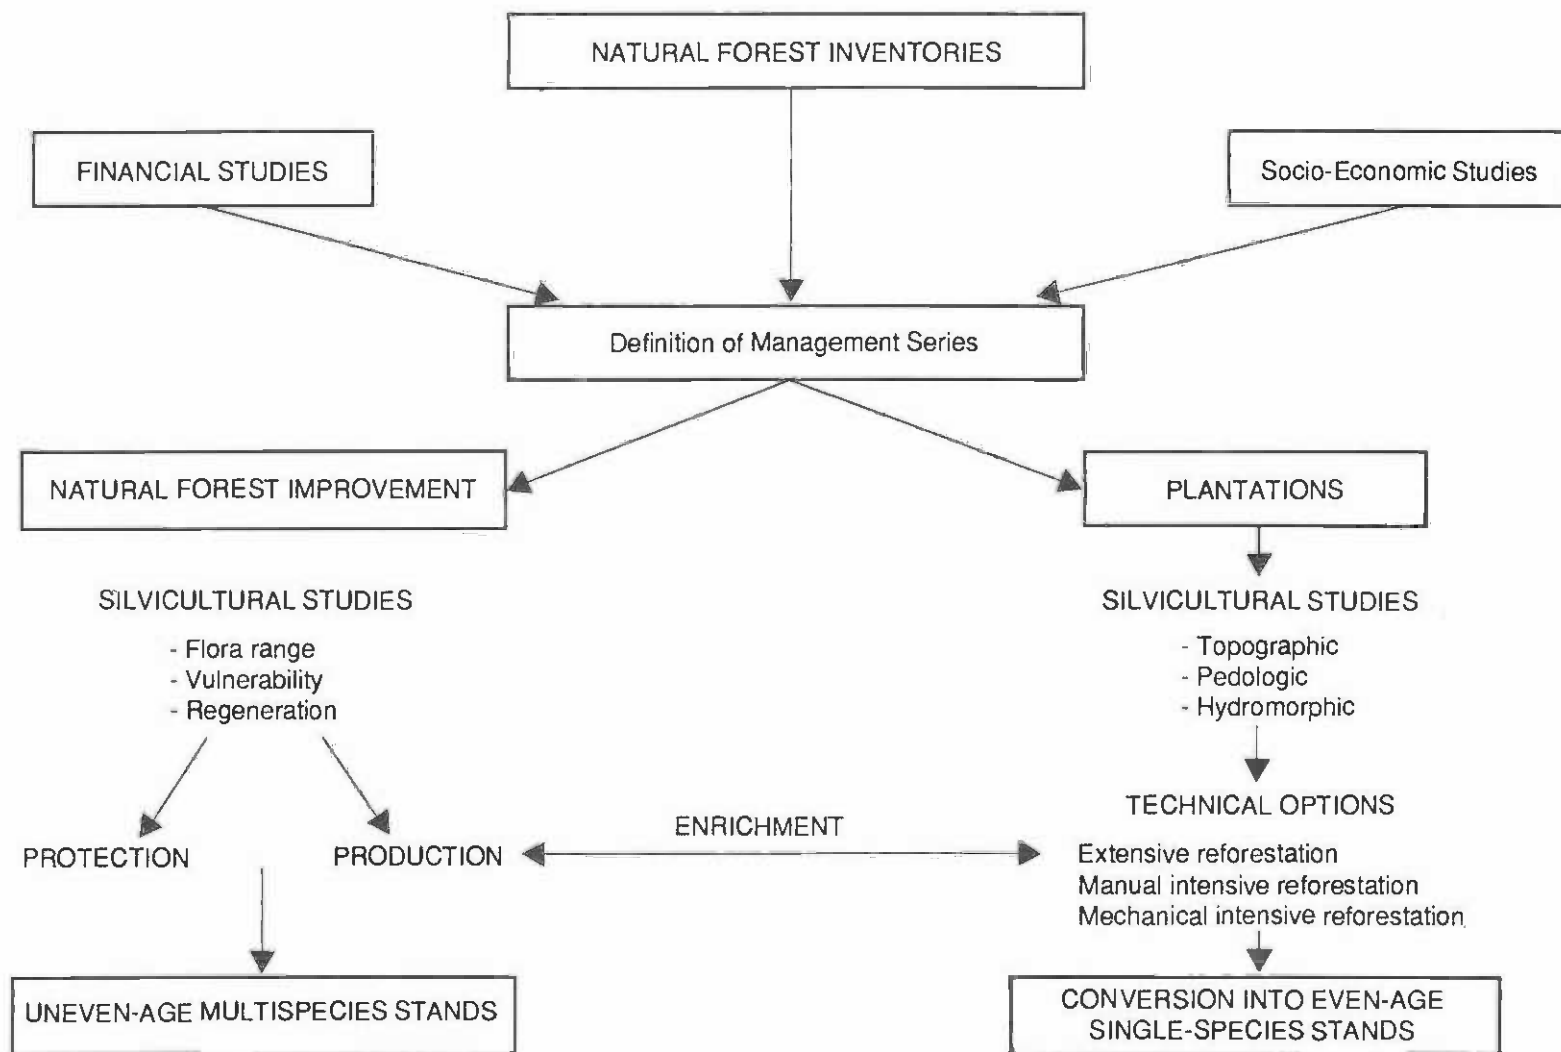 NATURAL FOREST INVENTORIES
FINANCIAL STUDIES
Socio-Economic Studies
Definition of Management Series
NATURAL FOREST IMPROVEMENT
PLANTATIONS
SILVICULTURAL STUDIES
- Flora range
- Vulnerability
- Regeneration
SILVICULTURAL STUDIES
- Topographic
- Pedologic
- Hydromorphic
PROTECTION
PRODUCTION
ENRICHMENT
TECHNICAL OPTIONS
Extensive reforestation
Manual intensive reforestation
Mechanical intensive reforestation
UNEVEN-AGE MULTISPECIES STANDS
CONVERSION INTO EVEN-AGE
SINGLE-SPECIES STANDS